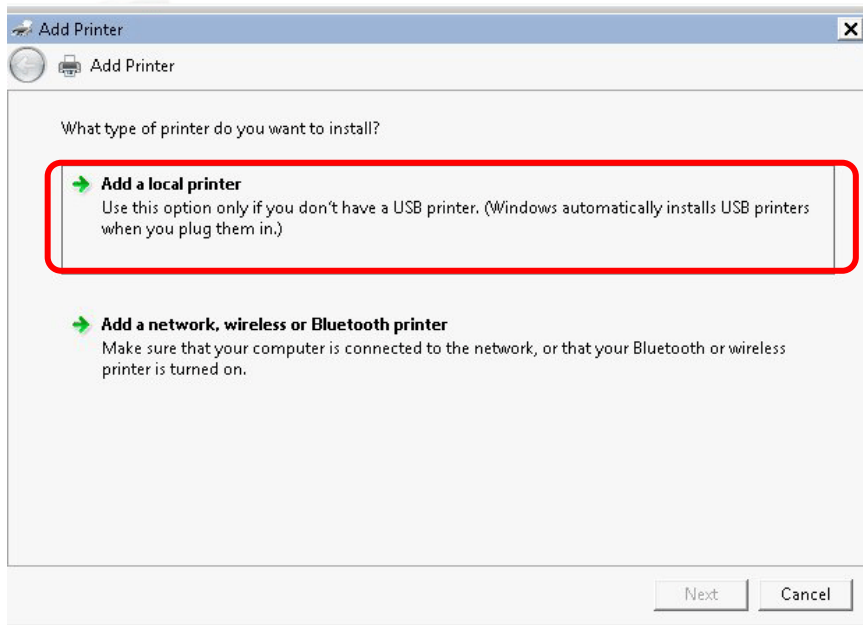 Add Printer
Add Printer
What type of printer do you want to install?
Add a local printer
Use this option only if you don't have a USB printer. (Windows automatically installs USB printers
when you plug them in.)
Add a network, wireless or Bluetooth printer
Make sure that your computer is connected to the network, or that your Bluetooth or wireless
printer is turned on.
Next Cancel